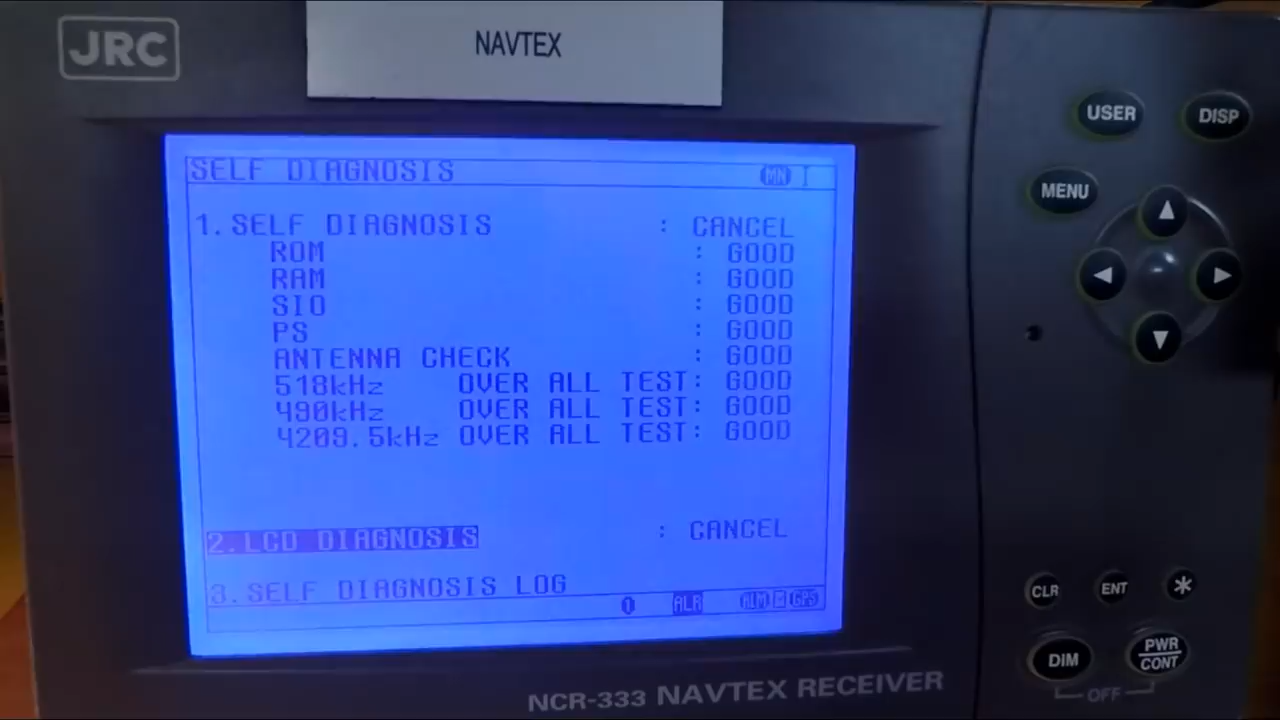 JRC
NAVTEX
SELF DIAGNOSIS MN
1.SELF DIAGNOSIS : CANCEL
ROM : GOOD
RAM : GOOD
SIO : GOOD
PS : GOOD
ANTENNA CHECK : GOOD
518kHz OVER ALL TEST: GOOD
490kHz OVER ALL TEST: GOOD
4209.5kHz OVER ALL TEST: GOOD
2.LCD DIAGNOSIS : CANCEL
3.SELF DIAGNOSIS LOG
ALR GPS
NCR-333 NAVTEX RECEIVER
USER
DISP
MENU
CLR
ENT
DIM
PWR
CONT
OFF